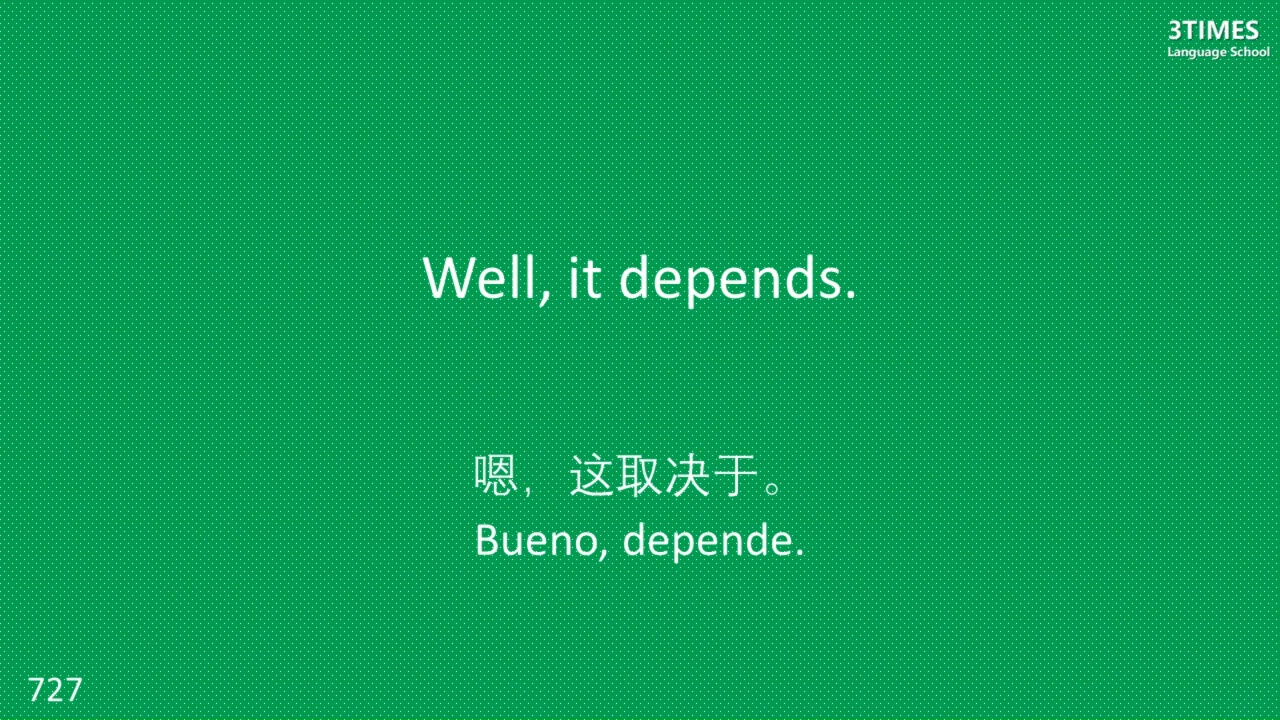 3TIMES
Language School
Well, it depends.
嗯，这取决于。
Bueno, depende.
727